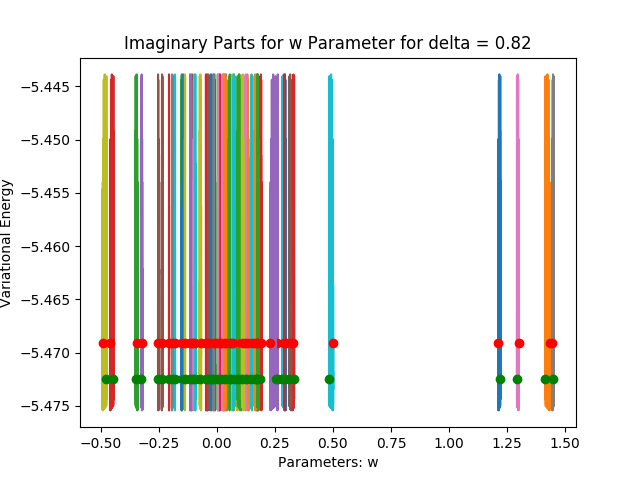 Imaginary Parts for w Parameter for delta = 0.82
Variational Energy
−5.445
−5.450
−5.455
−5.460
−5.465
−5.470
−5.475
−0.50 −0.25 0.00 0.25 0.50 0.75 1.00 1.25 1.50
Parameters: w